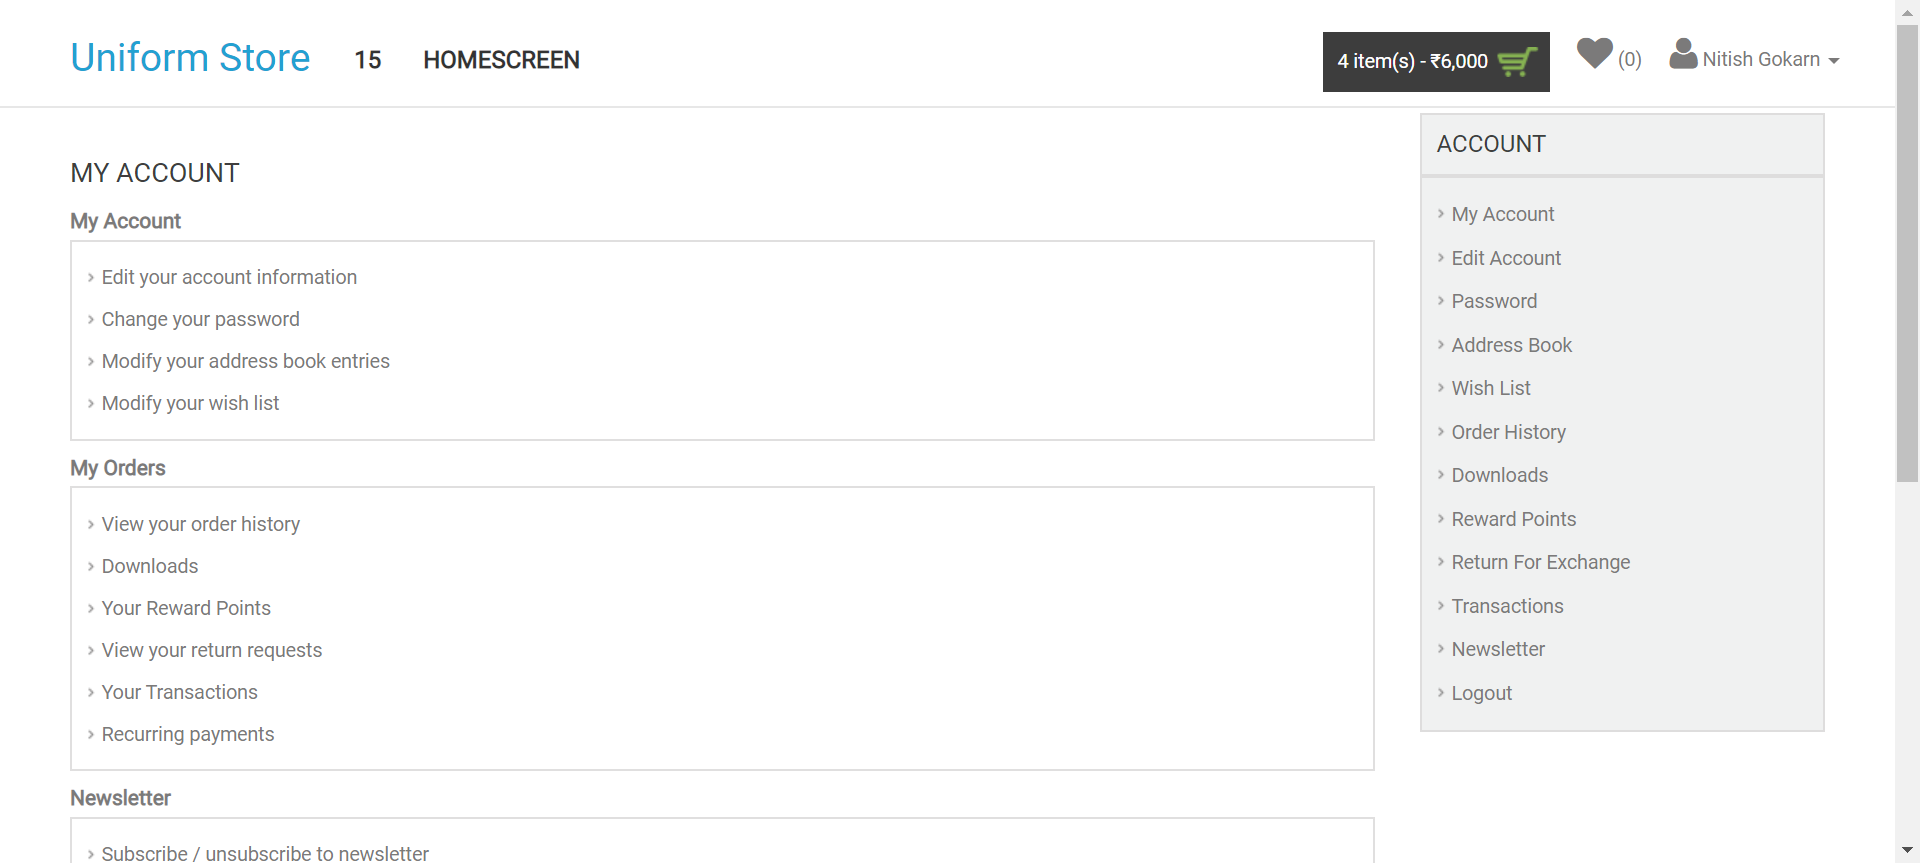 Uniform Store
15
HOMESCREEN
4 item(s) - ₹6,000
(0)
Nitish Gokarn
MY ACCOUNT
My Account
Edit your account information
Change your password
Modify your address book entries
Modify your wish list
My Orders
View your order history
Downloads
Your Reward Points
View your return requests
Your Transactions
Recurring payments
Newsletter
Subscribe / unsubscribe to newsletter
ACCOUNT
My Account
Edit Account
Password
Address Book
Wish List
Order History
Downloads
Reward Points
Return For Exchange
Transactions
Newsletter
Logout